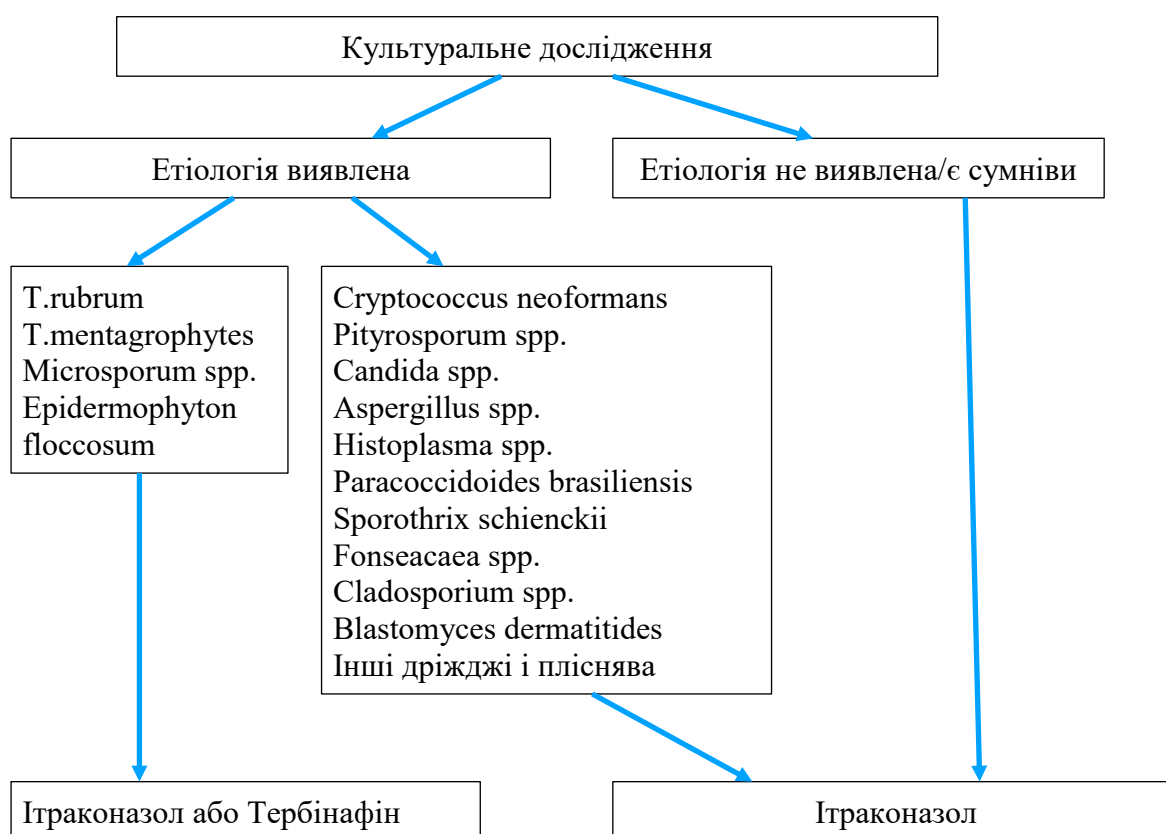 Культуральне дослідження
Етіологія виявлена
Етіологія не виявлена/є сумніви
T.rubrum
T.mentagrophytes
Microsporum spp.
Epidermophyton
floccosum
Cryptococcus neoformans
Pityrosporum spp.
Candida spp.
Aspergillus spp.
Histoplasma spp.
Paracoccidoides brasiliensis
Sporothrix schienckii
Fonseacaea spp.
Cladosporium spp.
Blastomyces dermatitides
Інші дріжджі і пліснява
Ітраконазол або Тербінафін
Ітраконазол